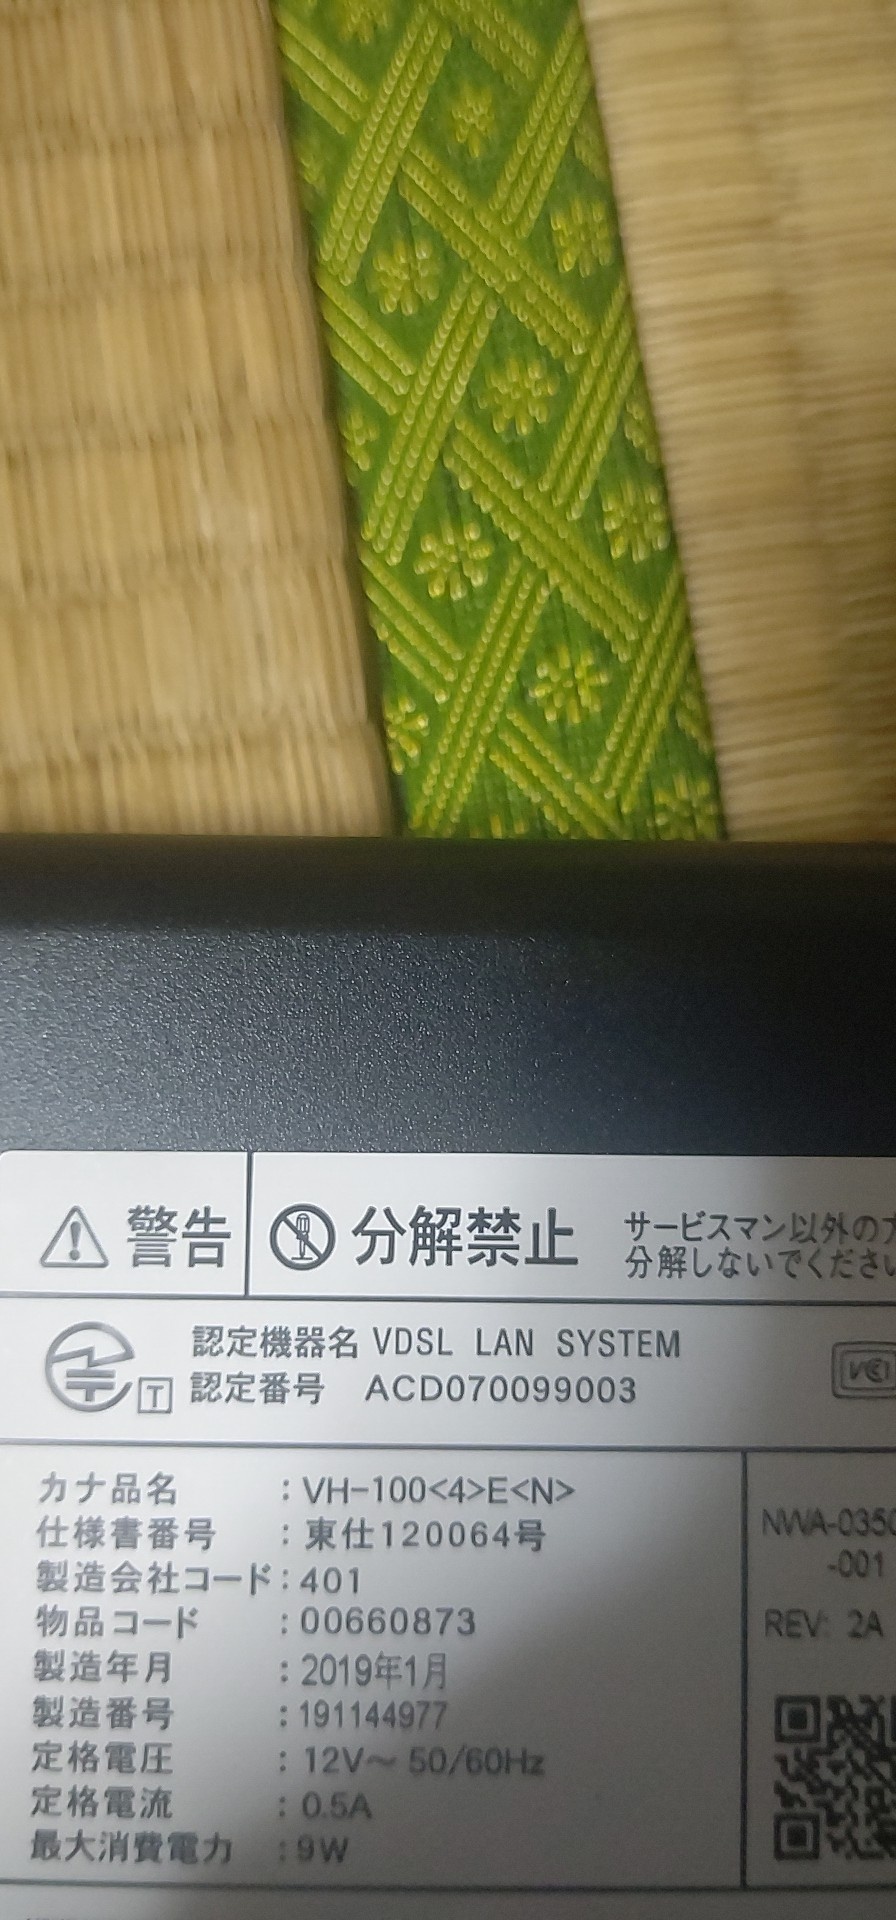 警告
分解禁止
サービスマン以外の
分解しないでくださ
認定機器名 VDSL LAN SYSTEM
T 認定番号 ACD070099003
カナ品名 : VH-100<4>E<N>
仕様書番号 : 東仕120064号
製造会社コード : 401
物品コード : 00660873
製造年月 : 2019年1月
製造番号 : 191144977
定格電圧 : 12V～ 50/60Hz
定格電流 : 0.5A
最大消費電力 : 9W
NWA-0350
-001
REV: 2A